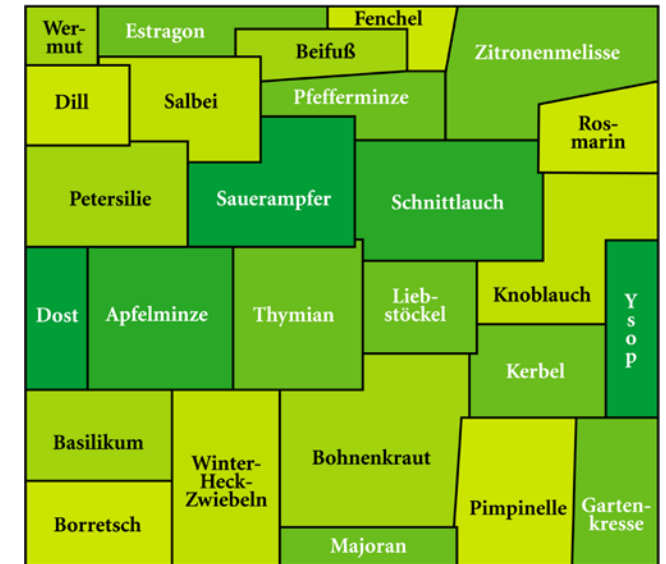 Wer-
mut
Estragon
Fenchel
Beifuß
Zitronenmelisse
Dill
Salbei
Pfefferminze
Ros-
marin
Petersilie
Sauerampfer
Schnittlauch
Dost
Apfelminze
Thymian
Lieb-
stöckel
Knoblauch
Y
s
o
p
Kerbel
Basilikum
Winter-
Heck-
Zwiebeln
Bohnenkraut
Borretsch
Majoran
Pimpinelle
Garten-
kresse